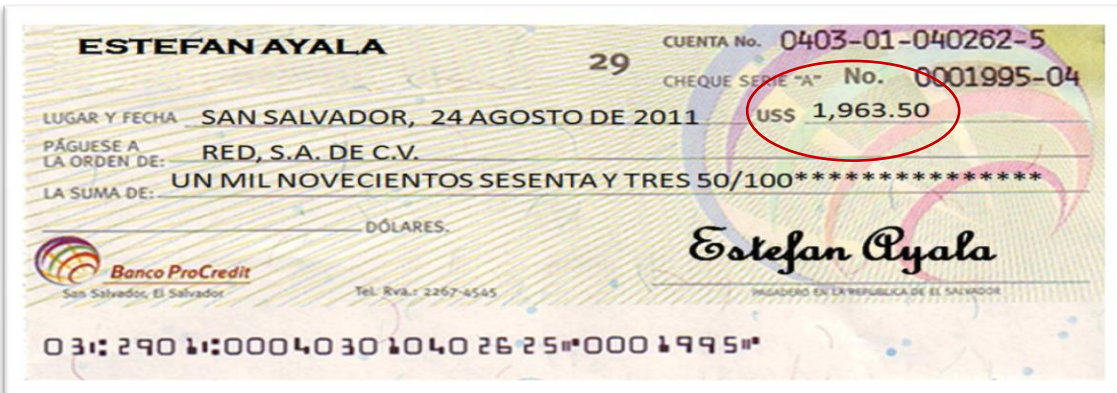 ESTEFAN AYALA
29
CUENTA No. 0403-01-040262-5
CHEQUE SERIE "A" No. 0001995-04
LUGAR Y FECHA SAN SALVADOR, 24 AGOSTO DE 2011 US$ 1,963.50
PÁGUESE A
LA ORDEN DE: RED, S.A. DE C.V.
LA SUMA DE: UN MIL NOVECIENTOS SESENTA Y TRES 50/100***************
DÓLARES.
Estefan Ayala
Banco ProCredit
San Salvador, El Salvador Tel. Rva.: 2267-4545 PAGADERO EN LA REPUBLICA DE EL SALVADOR
03⑆2901⑆000403010402625⑈0001995⑈